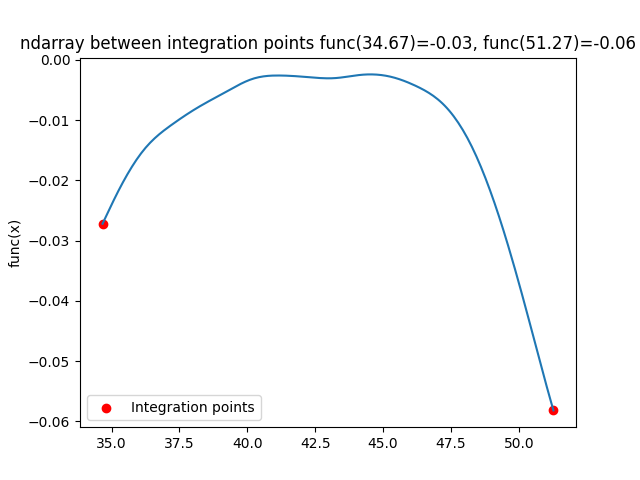 ndarray between integration points func(34.67)=-0.03, func(51.27)=-0.06
0.00
−0.01
−0.02
−0.03
−0.04
−0.05
−0.06
func(x)
Integration points
35.0 37.5 40.0 42.5 45.0 47.5 50.0